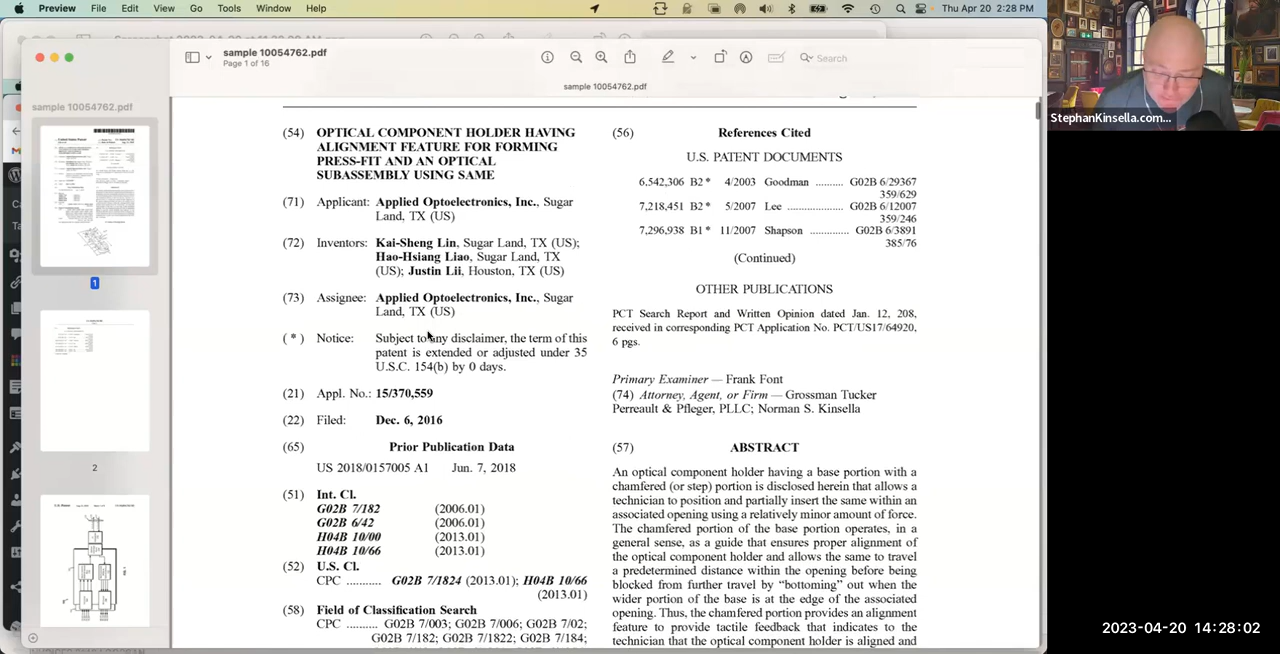 Preview File Edit View Go Tools Window Help
Thu Apr 20 2:28 PM
sample 10054762.pdf
Page 1 of 16
Search
sample 10054762.pdf
sample 10054762.pdf
1
2
(54) OPTICAL COMPONENT HOLDER HAVING
ALIGNMENT FEATURE FOR FORMING
PRESS-FIT AND AN OPTICAL
SUBASSEMBLY USING SAME
(71) Applicant: Applied Optoelectronics, Inc., Sugar
Land, TX (US)
(72) Inventors: Kai-Sheng Lin, Sugar Land, TX (US);
Hao-Hsiang Liao, Sugar Land, TX
(US); Justin Lii, Houston, TX (US)
(73) Assignee: Applied Optoelectronics, Inc., Sugar
Land, TX (US)
( * ) Notice: Subject to any disclaimer, the term of this
patent is extended or adjusted under 35
U.S.C. 154(b) by 0 days.
(21) Appl. No.: 15/370,559
(22) Filed: Dec. 6, 2016
(65) Prior Publication Data
US 2018/0157005 A1 Jun. 7, 2018
(51) Int. Cl.
G02B 7/182 (2006.01)
G02B 6/42 (2006.01)
H04B 10/00 (2013.01)
H04B 10/66 (2013.01)
(52) U.S. Cl.
CPC .......... G02B 7/1824 (2013.01); H04B 10/66
(2013.01)
(58) Field of Classification Search
CPC ........ G02B 7/003; G02B 7/006; G02B 7/02;
G02B 7/182; G02B 7/1822; G02B 7/184;
(56) References Cited
U.S. PATENT DOCUMENTS
6,542,306 B2 * 4/2003 Goodman .......... G02B 6/29367
359/629
7,218,451 B2 * 5/2007 Lee ................... G02B 6/12007
359/246
7,296,938 B1 * 11/2007 Shapson .............. G02B 6/3891
385/76
(Continued)
OTHER PUBLICATIONS
PCT Search Report and Written Opinion dated Jan. 12, 208,
received in corresponding PCT Application No. PCT/US17/64920,
6 pgs.
Primary Examiner — Frank Font
(74) Attorney, Agent, or Firm — Grossman Tucker
Perreault & Pfleger, PLLC; Norman S. Kinsella
(57) ABSTRACT
An optical component holder having a base portion with a
chamfered (or step) portion is disclosed herein that allows a
technician to position and partially insert the same within an
associated opening using a relatively minor amount of force.
The chamfered portion of the base portion operates, in a
general sense, as a guide that ensures proper alignment of
the optical component holder and allows the same to travel
a predetermined distance within the opening before being
blocked from further travel by “bottoming” out when the
wider portion of the base is at the edge of the associated
opening. Thus, the chamfered portion provides an alignment
feature to provide tactile feedback that indicates to the
technician that the optical component holder is aligned and
StephanKinsella.com...
2023-04-20 14:28:02